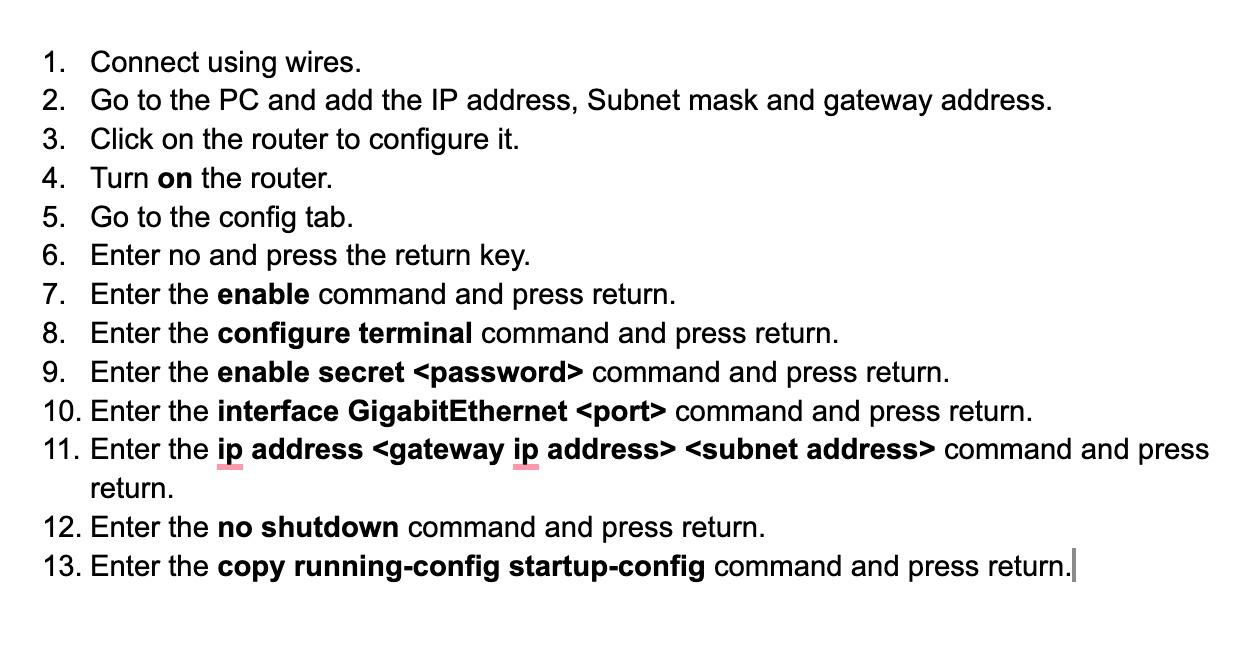 1. Connect using wires.
2. Go to the PC and add the IP address, Subnet mask and gateway address.
3. Click on the router to configure it.
4. Turn on the router.
5. Go to the config tab.
6. Enter no and press the return key.
7. Enter the enable command and press return.
8. Enter the configure terminal command and press return.
9. Enter the enable secret <password> command and press return.
10. Enter the interface GigabitEthernet <port> command and press return.
11. Enter the ip address <gateway ip address> <subnet address> command and press
return.
12. Enter the no shutdown command and press return.
13. Enter the copy running-config startup-config command and press return.